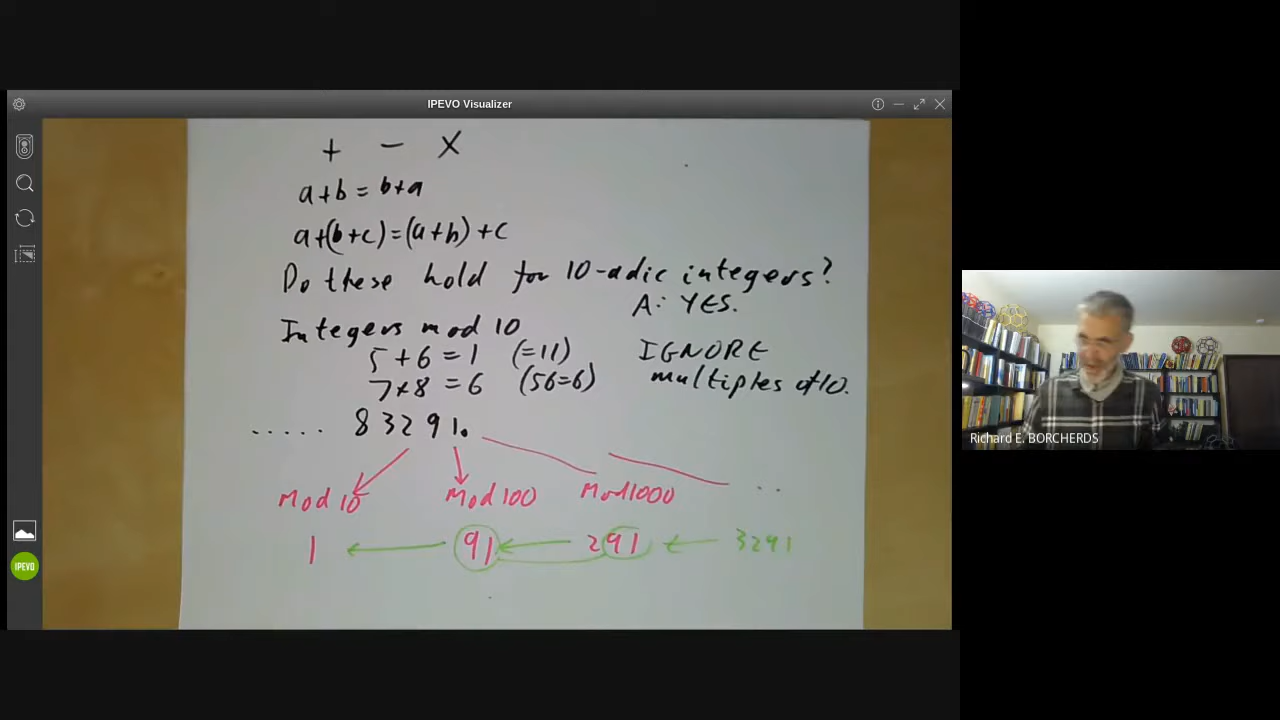 IPEVO Visualizer
+ − ×
a+b = b+a
a+(b+c)=(a+b)+c
Do these hold for 10-adic integers?
A: YES.
Integers mod 10
5+6 = 1 (=11) IGNORE
7×8 = 6 (56=6) multiples of 10.
..... 83291.
Mod 10 Mod 100 Mod 1000 ..
1 91 291 3291
IPEVO
Richard E. BORCHERDS